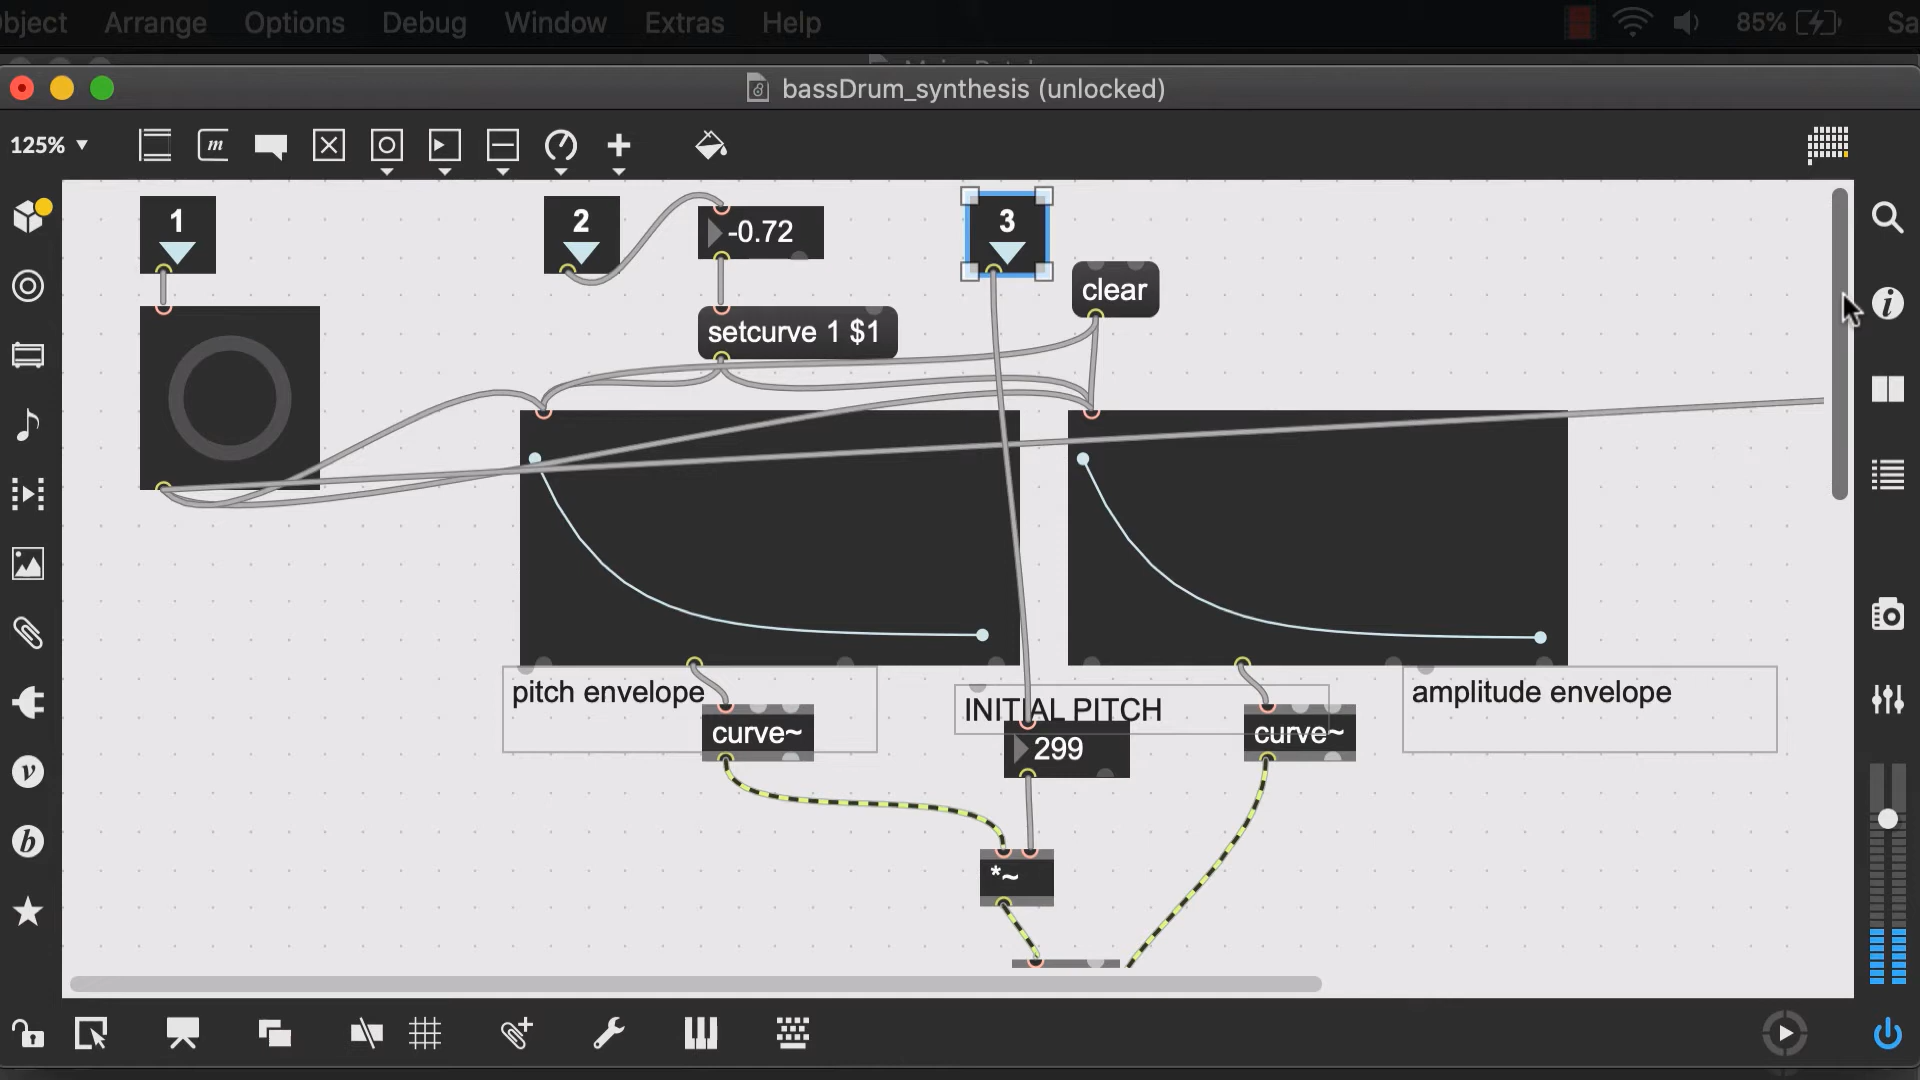 bject Arrange Options Debug Window Extras Help 85% Sa
bassDrum_synthesis (unlocked)
125%
m
1
2
-0.72
3
clear
setcurve 1 $1
pitch envelope
INITIAL PITCH
amplitude envelope
curve~
299
curve~
*~
i
v
b